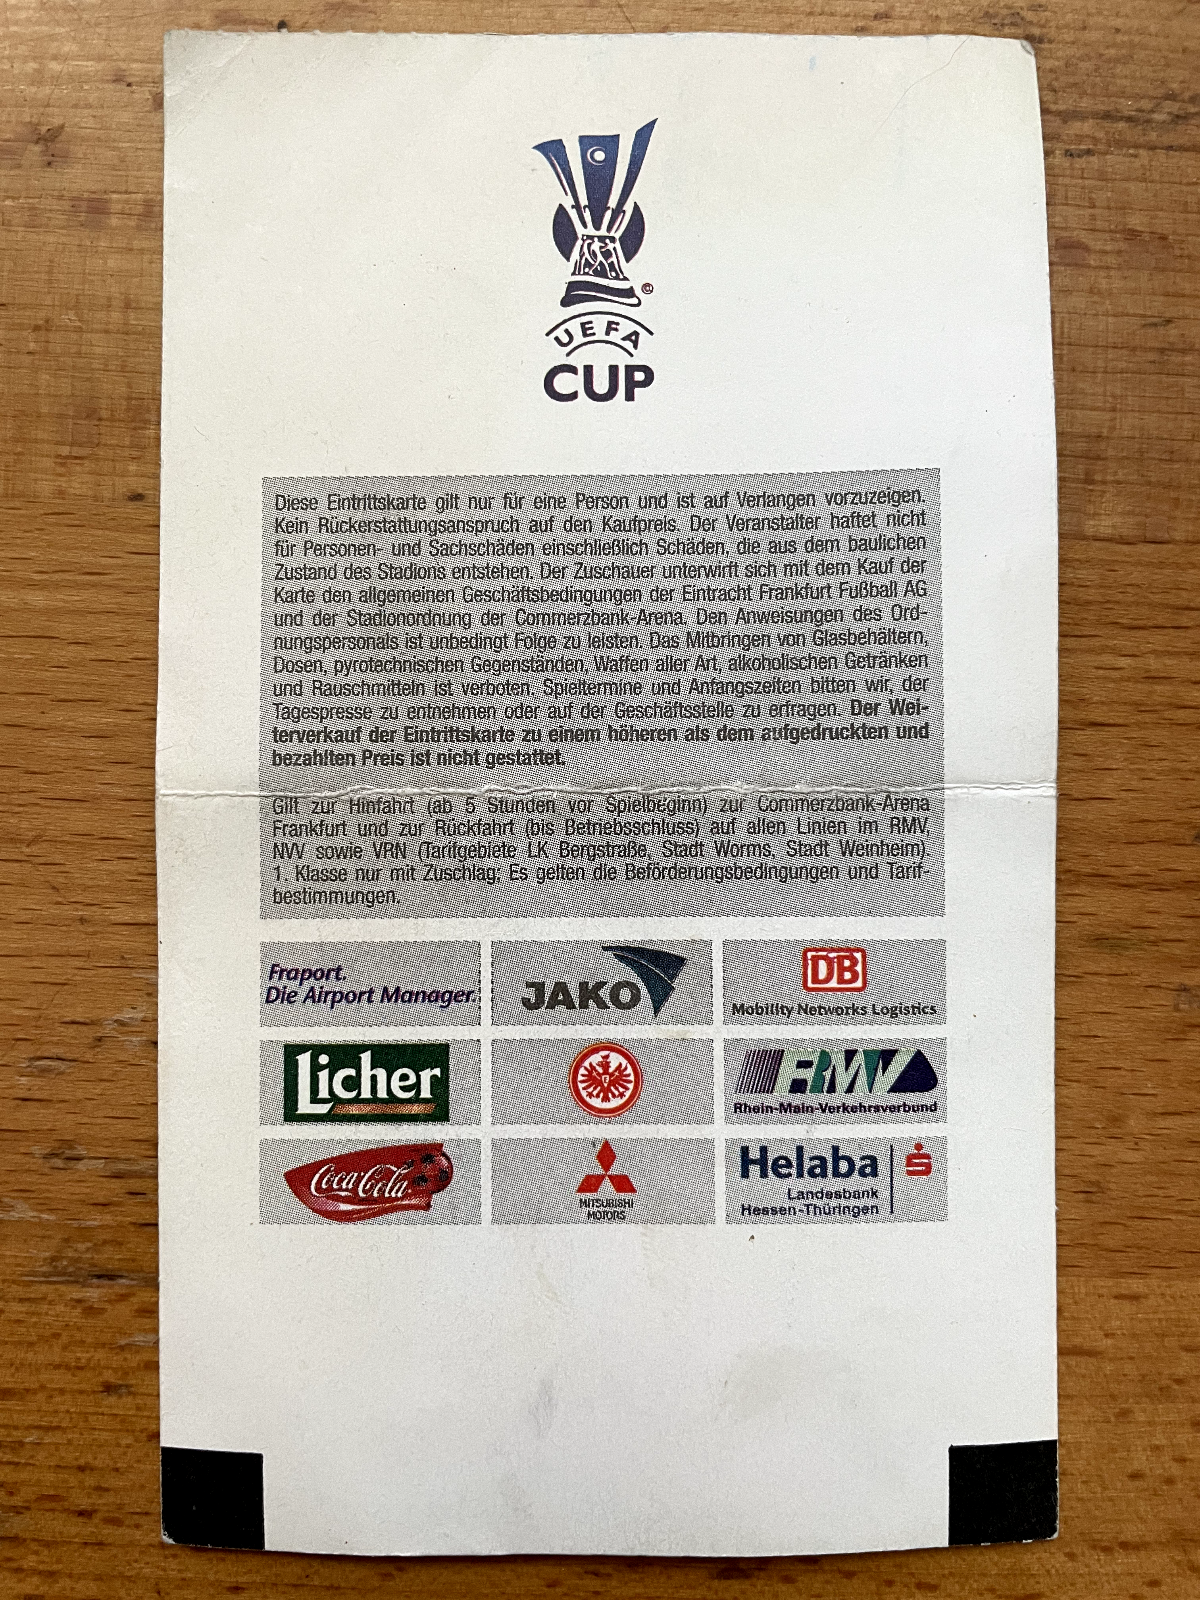 ®
UEFA
CUP
Diese Eintrittskarte gilt nur für eine Person und ist auf Verlangen vorzuzeigen.
Kein Rückerstattungsanspruch auf den Kaufpreis. Der Veranstalter haftet nicht
für Personen- und Sachschäden einschließlich Schäden, die aus dem baulichen
Zustand des Stadions entstehen. Der Zuschauer unterwirft sich mit dem Kauf der
Karte den allgemeinen Geschäftsbedingungen der Eintracht Frankfurt Fußball AG
und der Stadionordnung der Commerzbank-Arena. Den Anweisungen des Ord-
nungspersonals ist unbedingt Folge zu leisten. Das Mitbringen von Glasbehältern,
Dosen, pyrotechnischen Gegenständen, Waffen aller Art, alkoholischen Getränken
und Rauschmitteln ist verboten. Spieltermine und Anfangszeiten bitten wir, der
Tagespresse zu entnehmen oder auf der Geschäftsstelle zu erfragen. Der Wei-
terverkauf der Eintrittskarte zu einem höheren als dem aufgedruckten und
bezahlten Preis ist nicht gestattet.
Gilt zur Hinfahrt (ab 5 Stunden vor Spielbeginn) zur Commerzbank-Arena
Frankfurt und zur Rückfahrt (bis Betriebsschluss) auf allen Linien im RMV,
NVV sowie VRN (Tarifgebiete LK Bergstraße, Stadt Worms, Stadt Weinheim).
1. Klasse nur mit Zuschlag: Es gelten die Beförderungsbedingungen und Tarif-
bestimmungen.
Fraport.
Die Airport Manager.
JAKO
DB
Mobility Networks Logistics
Licher
RMV
Rhein-Main-Verkehrsverbund
Coca-Cola
MITSUBISHI
MOTORS
Helaba
Landesbank
Hessen-Thüringen